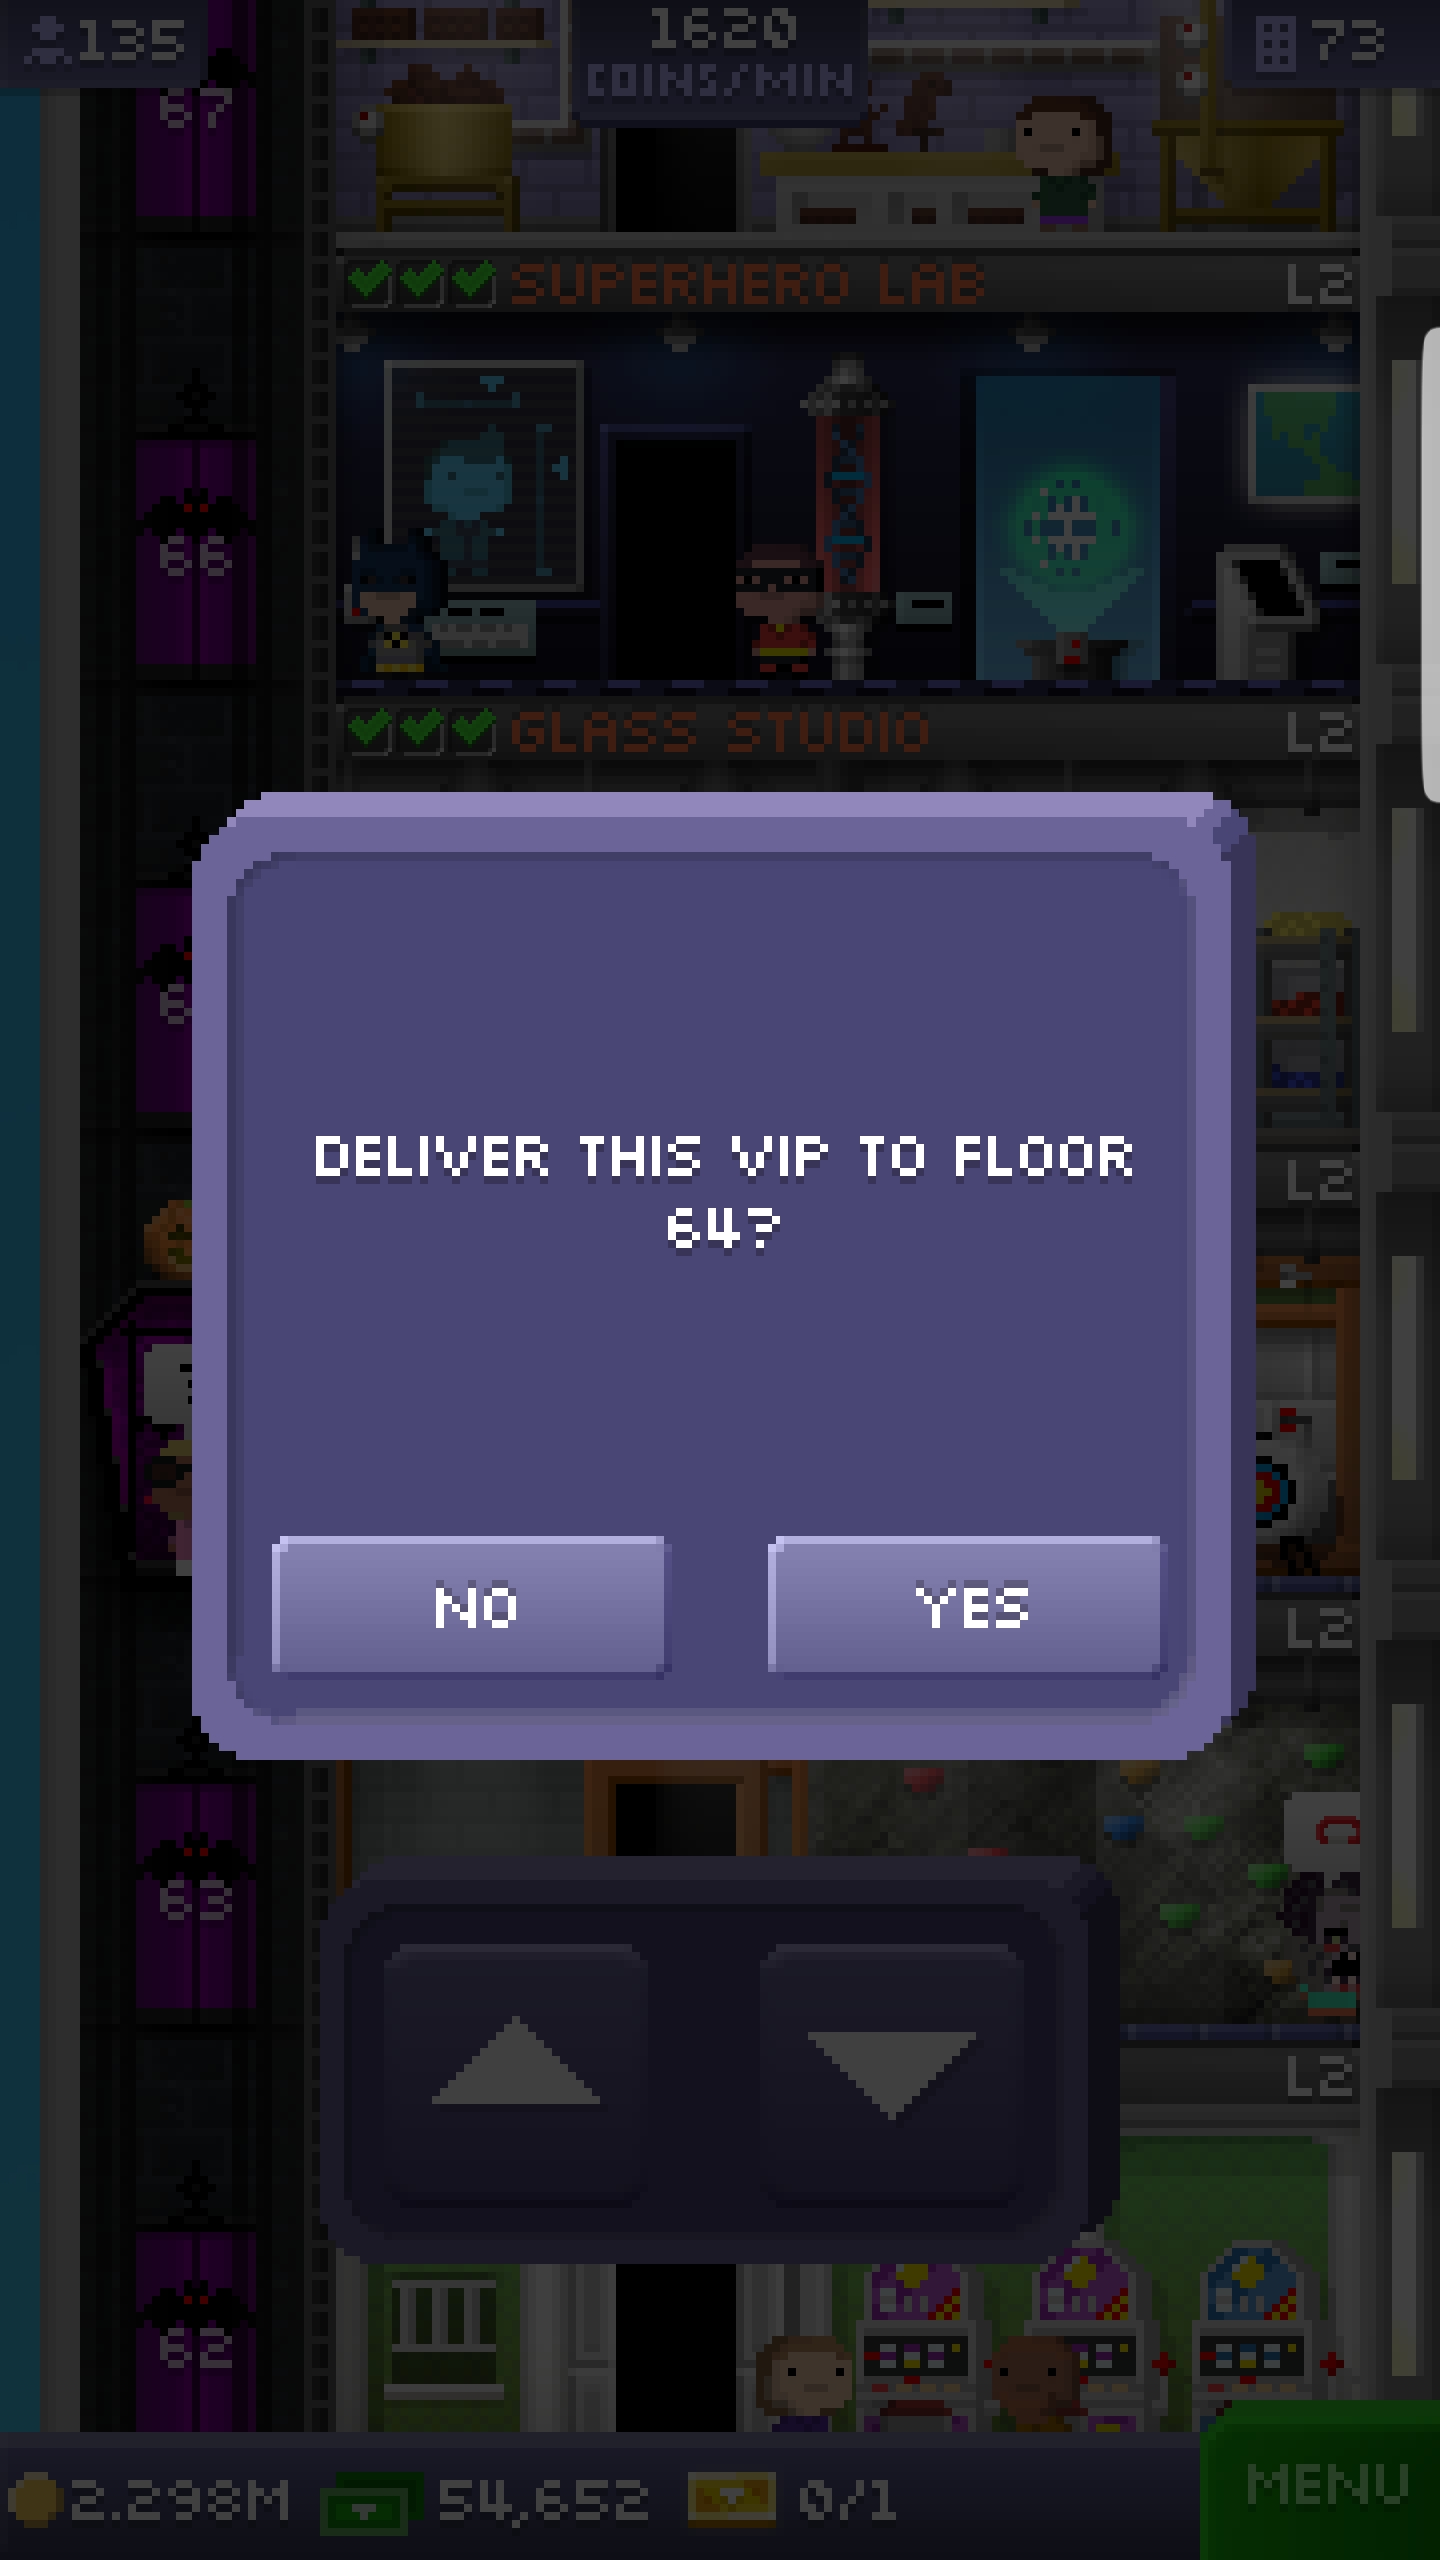 135
1620
COINS/MIN
73
67
SUPERHERO LAB L2
66
GLASS STUDIO L2
L2
DELIVER THIS VIP TO FLOOR
64?
NO YES
L2
63
L2
62
2.298M 54,652 0/1 MENU